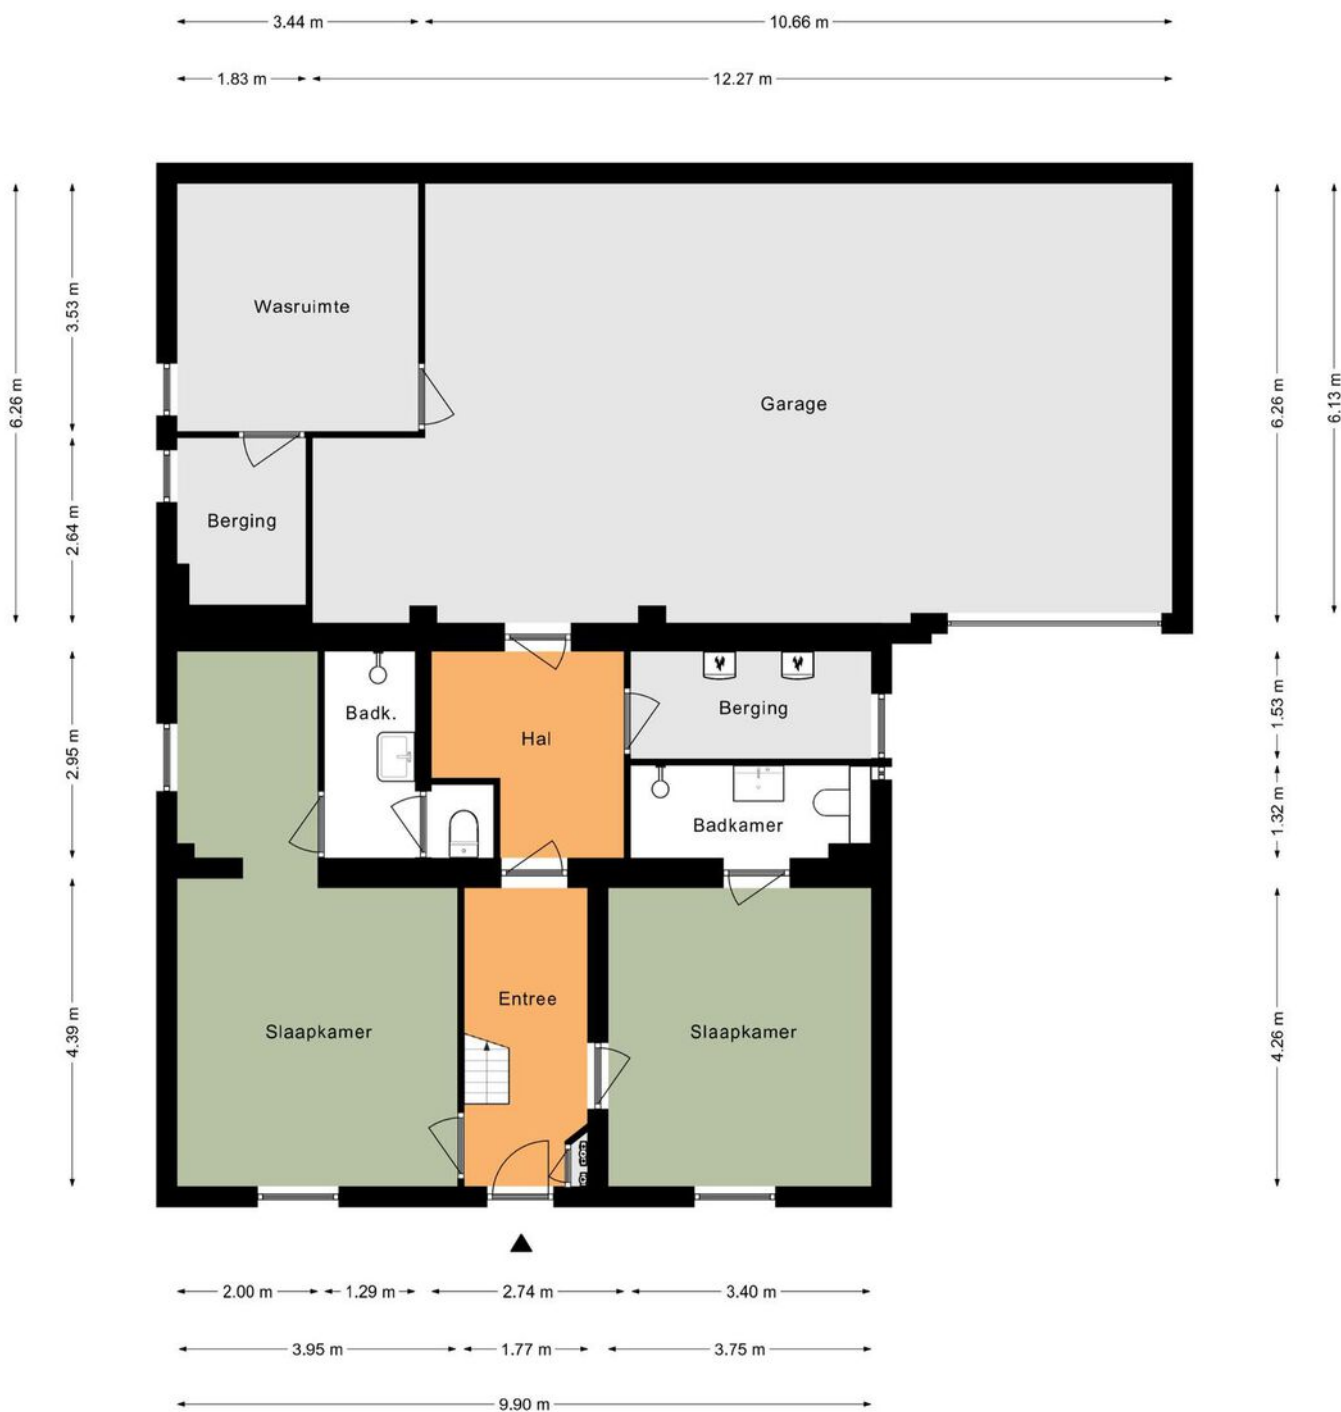 3.44 m 10.66 m
1.83 m 12.27 m
6.26 m
3.53 m
2.64 m
2.95 m
4.39 m
Wasruimte
Garage
Berging
Badk.
Hal
Berging
Badkamer
Entree
Slaapkamer
Slaapkamer
6.26 m
6.13 m
1.53 m
1.32 m
4.26 m
2.00 m 1.29 m 2.74 m 3.40 m
3.95 m 1.77 m 3.75 m
9.90 m